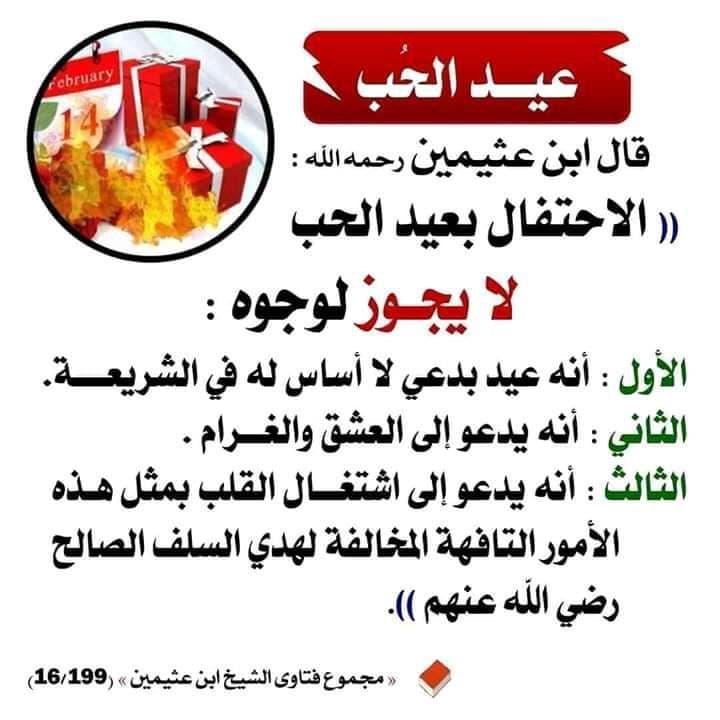 February
14
عيد الحُب
قال ابن عثيمين رحمه الله :
(( الاحتفال بعيد الحب
لا يجوز لوجوه :
الأول : أنه عيد بدعي لا أساس له في الشريعة.
الثاني : أنه يدعو إلى العشق والغرام .
الثالث : أنه يدعو إلى اشتغال القلب بمثل هذه
الأمور التافهة المخالفة لهدي السلف الصالح
رضي الله عنهم )).
« مجموع فتاوى الشيخ ابن عثيمين » (16/199)